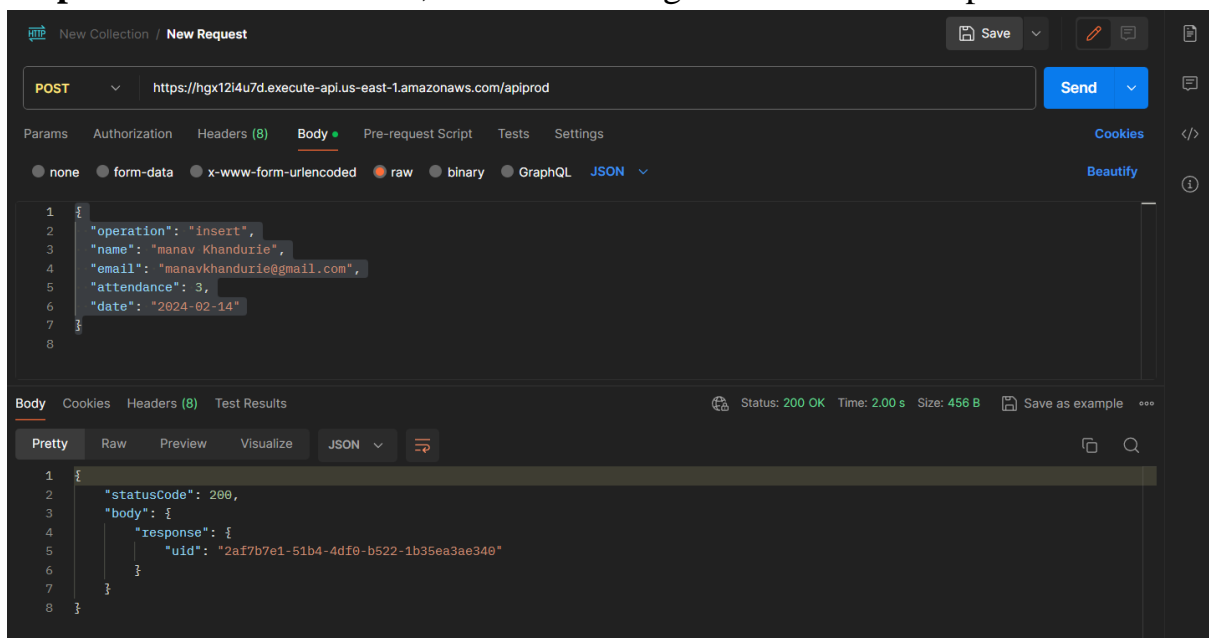 HTTP New Collection / New Request Save
POST https://hgx12i4u7d.execute-api.us-east-1.amazonaws.com/apiprod Send
Params Authorization Headers (8) Body Pre-request Script Tests Settings Cookies
none form-data x-www-form-urlencoded raw binary GraphQL JSON Beautify
1 {
2 "operation": "insert",
3 "name": "manav Khandurie",
4 "email": "manavkhandurie@gmail.com",
5 "attendance": 3,
6 "date": "2024-02-14"
7 }
8
Body Cookies Headers (8) Test Results Status: 200 OK Time: 2.00 s Size: 456 B Save as example
Pretty Raw Preview Visualize JSON
1 {
2 "statusCode": 200,
3 "body": {
4 "response": {
5 "uid": "2af7b7e1-51b4-4df0-b522-1b35ea3ae340"
6 }
7 }
8 }